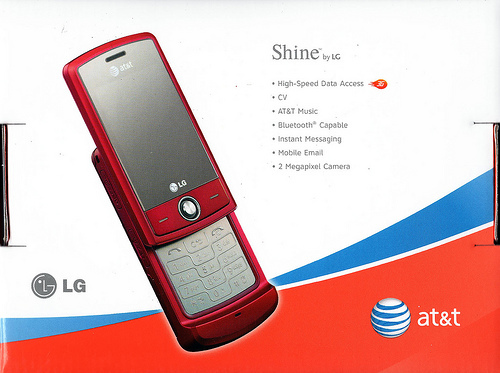 Shine™ by LG
• High-Speed Data Access 3G
• CV
• AT&T Music
• Bluetooth® Capable
• Instant Messaging
• Mobile Email
• 2 Megapixel Camera
at&t
LG
LG
at&t